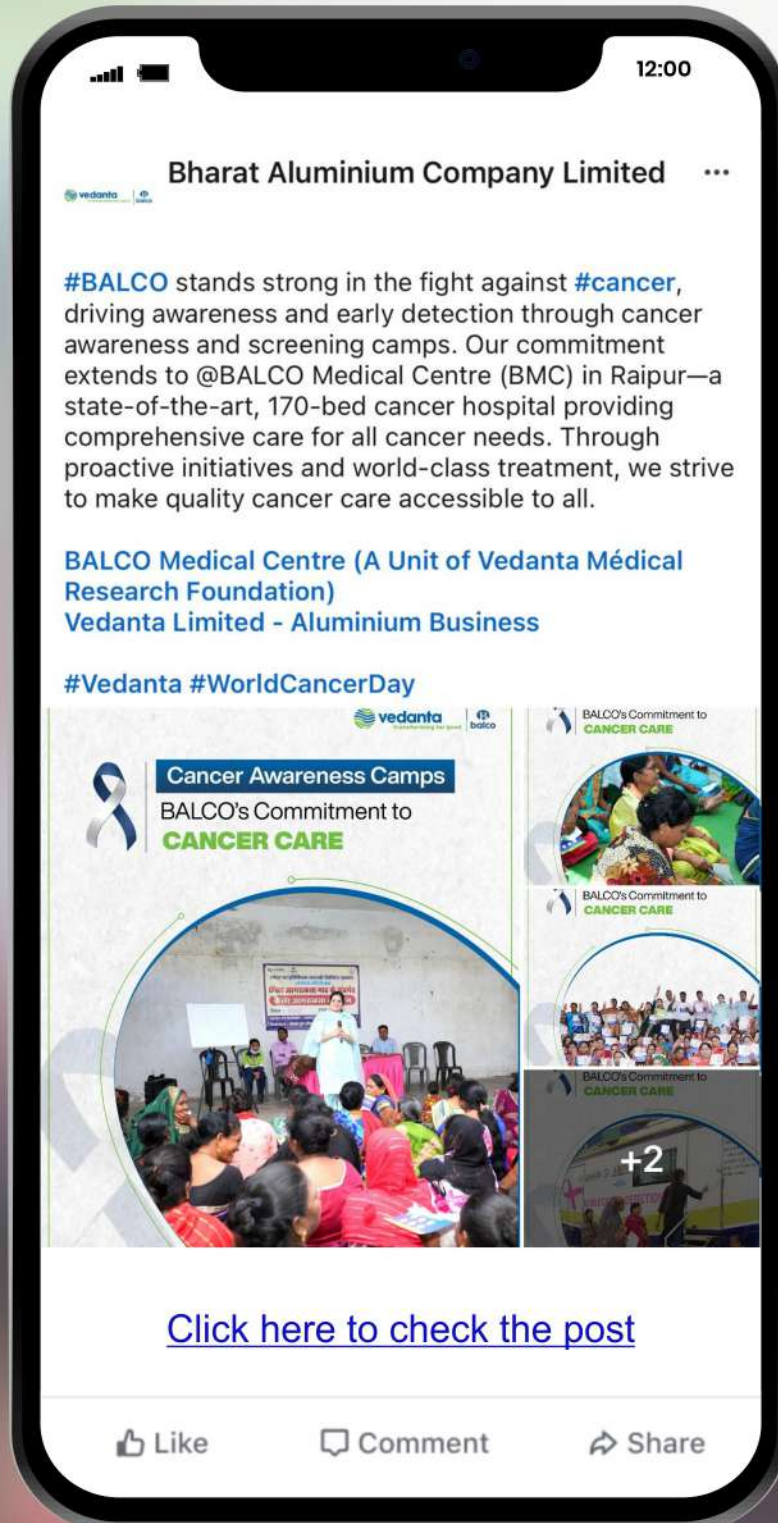 12:00
vedanta
balco
Bharat Aluminium Company Limited
#BALCO stands strong in the fight against #cancer,
driving awareness and early detection through cancer
awareness and screening camps. Our commitment
extends to @BALCO Medical Centre (BMC) in Raipur—a
state-of-the-art, 170-bed cancer hospital providing
comprehensive care for all cancer needs. Through
proactive initiatives and world-class treatment, we strive
to make quality cancer care accessible to all.
BALCO Medical Centre (A Unit of Vedanta Médical
Research Foundation)
Vedanta Limited - Aluminium Business
#Vedanta #WorldCancerDay
vedanta
transforming for good
balco
Cancer Awareness Camps
BALCO's Commitment to
CANCER CARE
BALCO's Commitment to
CANCER CARE
BALCO's Commitment to
CANCER CARE
BALCO's Commitment to
CANCER CARE
+2
Click here to check the post
Like
Comment
Share